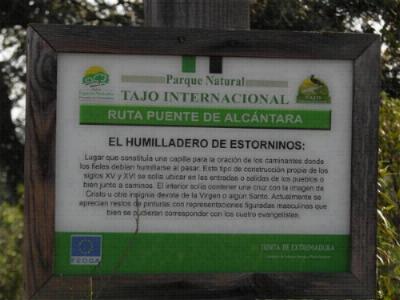 Parque Natural
TAJO INTERNACIONAL
RUTA PUENTE DE ALCÁNTARA
EL HUMILLADERO DE ESTORNINOS:
Lugar que constituía una capilla para la oración de los caminantes donde
los fieles debían humillarse al pasar. Este tipo de construcción propia de los
siglos XV y XVI se solía ubicar en las entradas o salidas de los pueblos o
bien junto a caminos. El interior solía contener una cruz con la imagen de
Cristo u otra insignia devota de la Virgen o algún Santo. Actualmente se
aprecian restos de pinturas con representaciones figuradas masculinas que
bien se pudieran corresponder con los cuatro evangelistas.
FEOGA
JUNTA DE EXTREMADURA